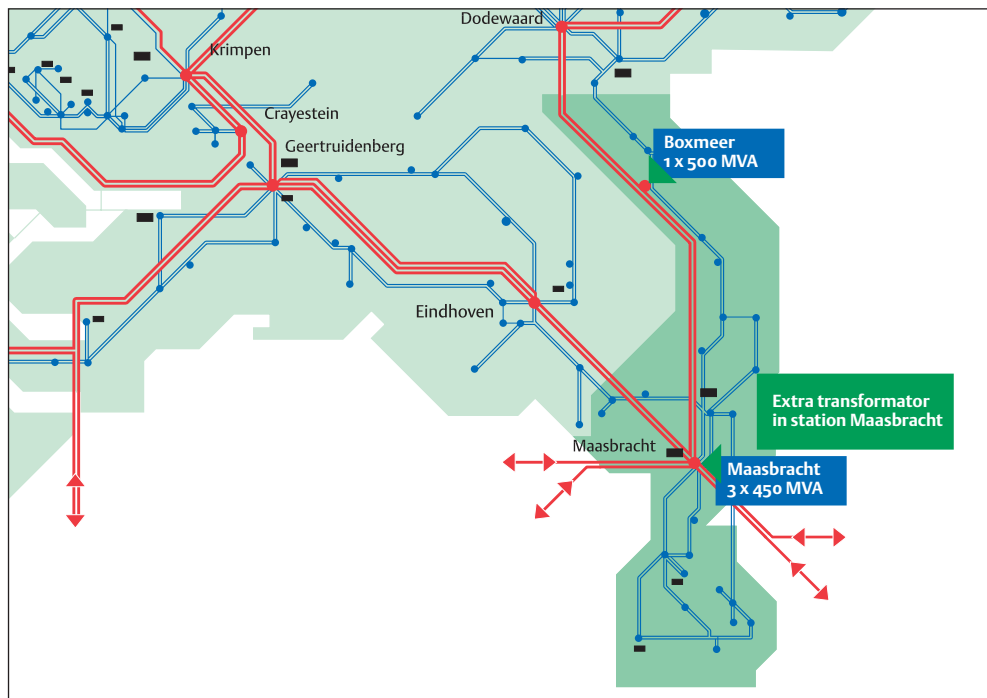 Dodewaard
Krimpen
Crayestein
Geertruidenberg
Boxmeer
1 x 500 MVA
Eindhoven
Extra transformator
in station Maasbracht
Maasbracht
Maasbracht
3 x 450 MVA